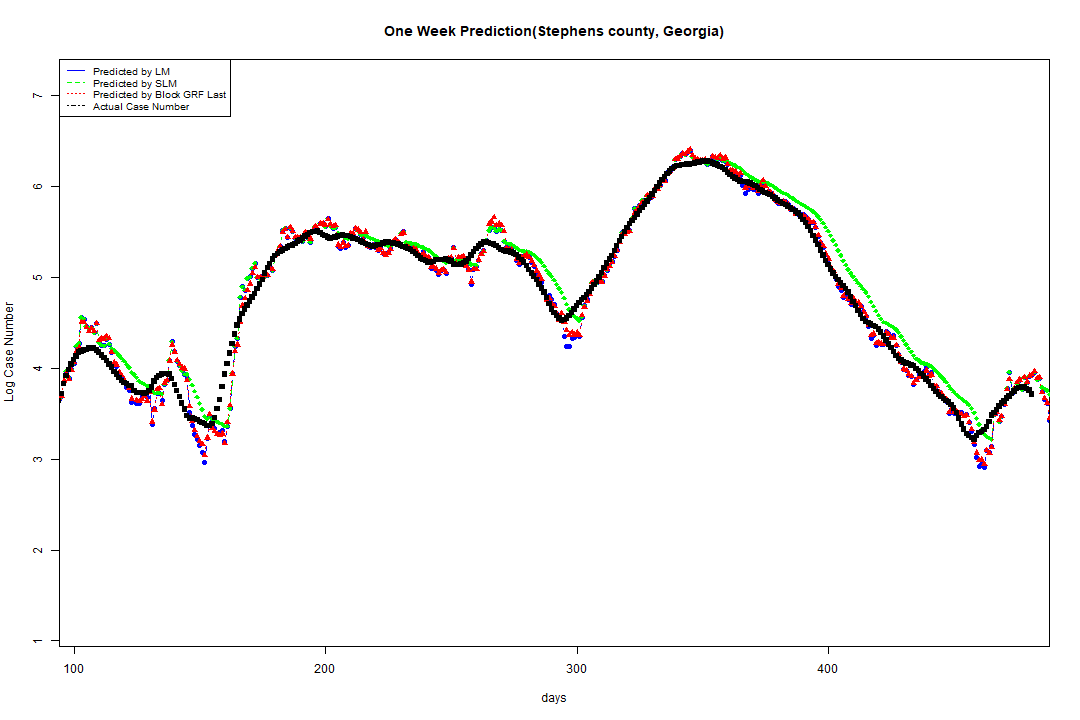 One Week Prediction(Stephens county, Georgia)
Predicted by LM
Predicted by SLM
Predicted by Block GRF Last
Actual Case Number
7
6
5
4
3
2
1
Log Case Number
100
200
300
400
days